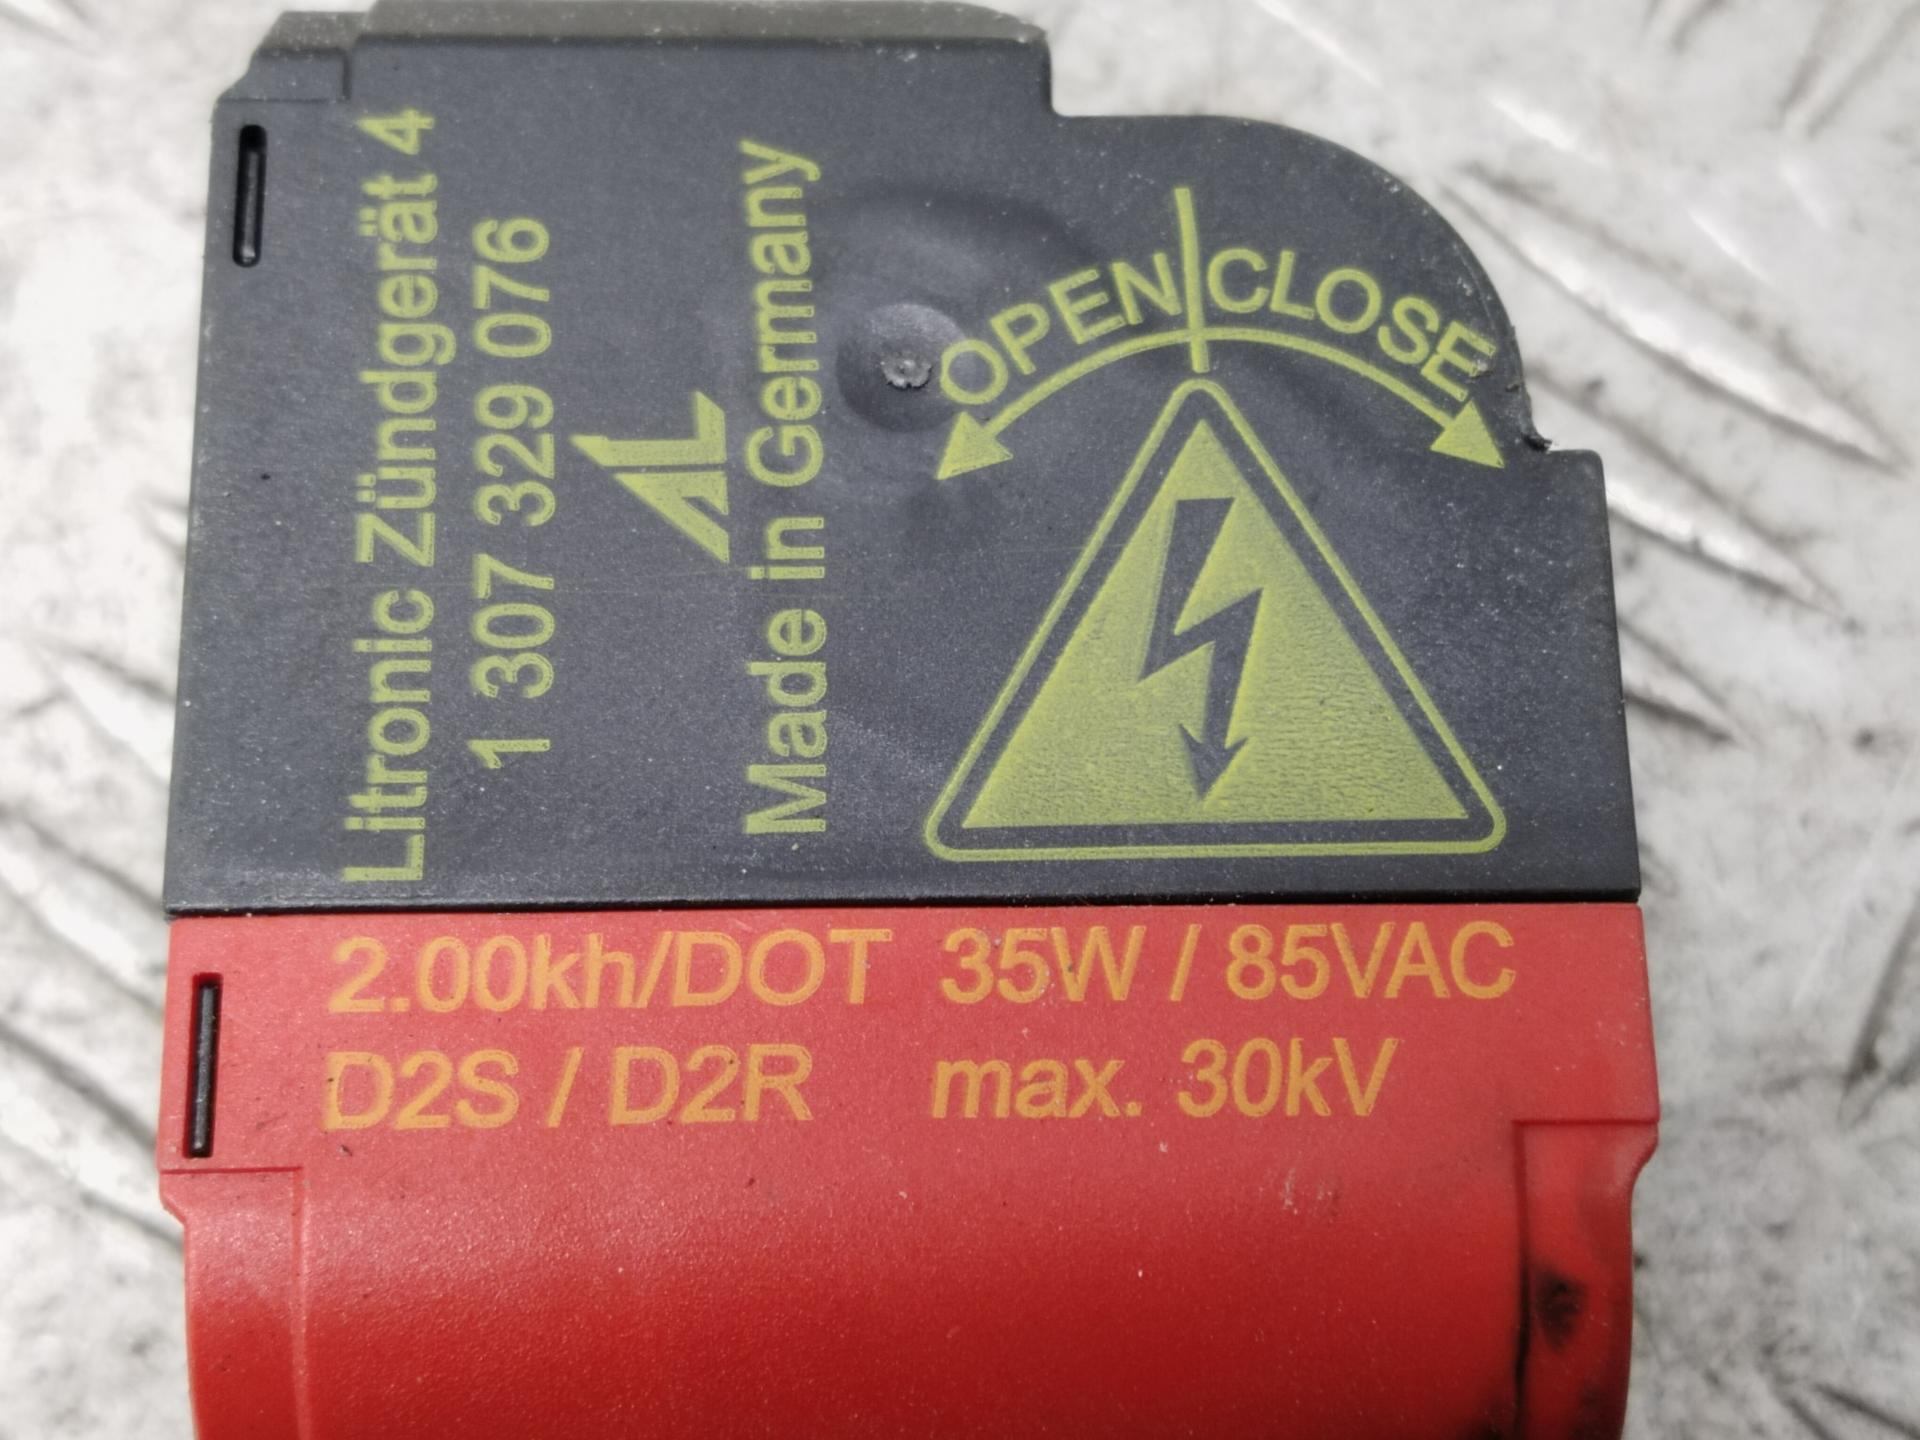 Litronic Zündgerät 4
1 307 329 076
AL
Made in Germany
OPEN CLOSE
2.00kh/DOT 35W / 85VAC
D2S / D2R max. 30kV